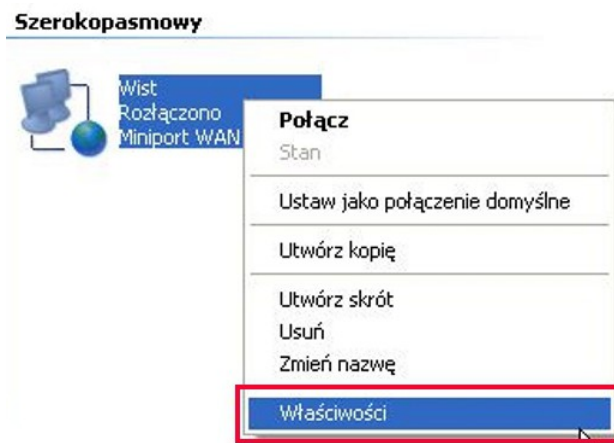 Szerokopasmowy
Wist
Rozłączono
Miniport WAN
Połącz
Stan
Ustaw jako połączenie domyślne
Utwórz kopię
Utwórz skrót
Usuń
Zmień nazwę
Właściwości